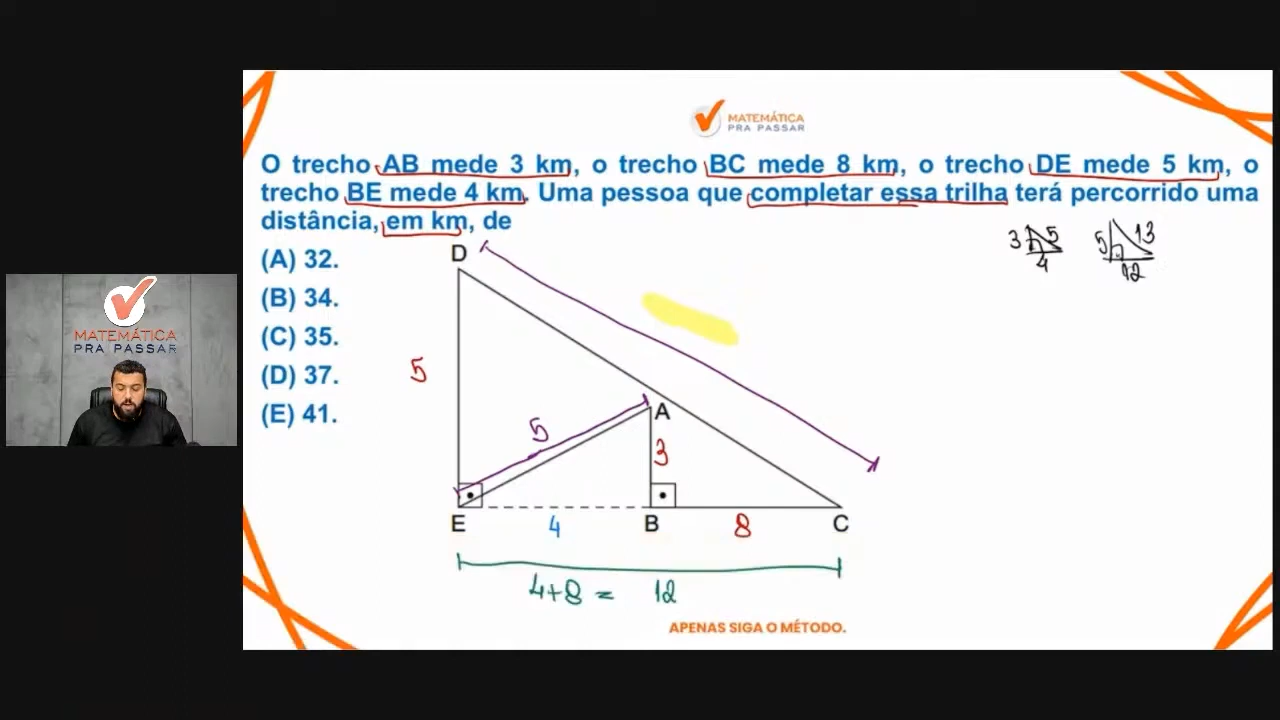 MATEMÁTICA
PRA PASSAR
O trecho AB mede 3 km, o trecho BC mede 8 km, o trecho DE mede 5 km, o
trecho BE mede 4 km. Uma pessoa que completar essa trilha terá percorrido uma
distância, em km, de
(A) 32.
(B) 34.
(C) 35.
(D) 37.
(E) 41.
3 5
4
5 13
12
D
5
5
A
3
E
4
B
8
C
4+8 = 12
APENAS SIGA O MÉTODO.
MATEMÁTICA
PRA PASSAR